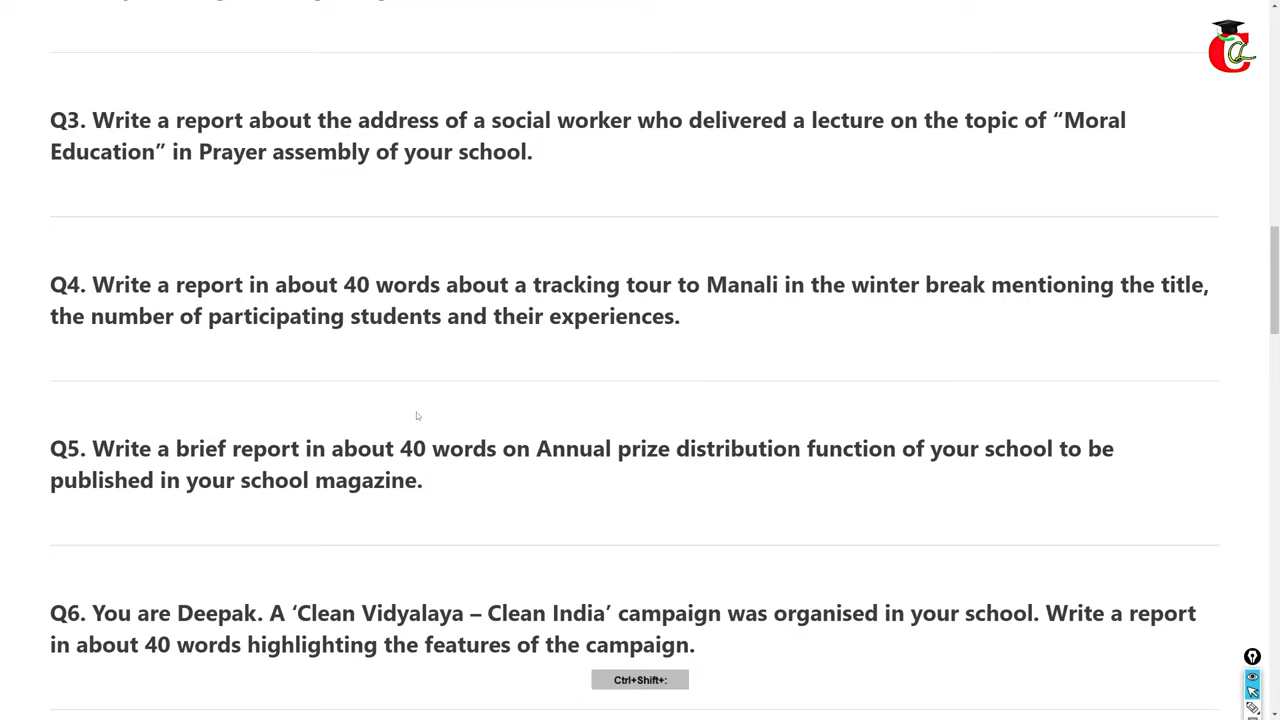 Q3. Write a report about the address of a social worker who delivered a lecture on the topic of “Moral
Education” in Prayer assembly of your school.
Q4. Write a report in about 40 words about a tracking tour to Manali in the winter break mentioning the title,
the number of participating students and their experiences.
Q5. Write a brief report in about 40 words on Annual prize distribution function of your school to be
published in your school magazine.
Q6. You are Deepak. A ‘Clean Vidyalaya – Clean India’ campaign was organised in your school. Write a report
in about 40 words highlighting the features of the campaign.
Ctrl+Shift+: